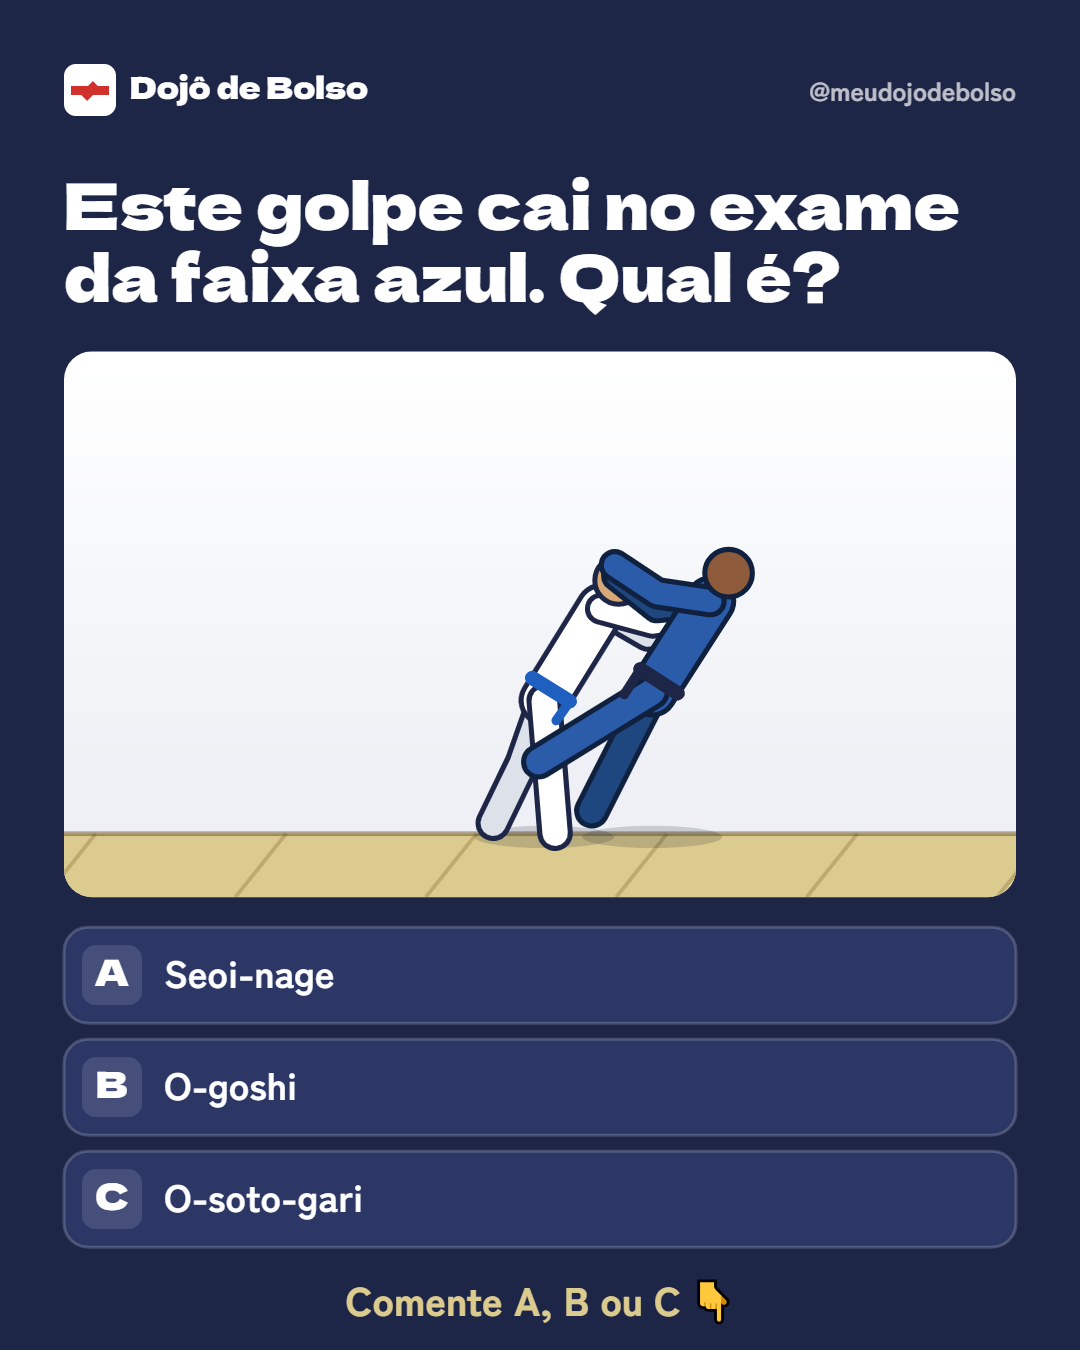 Dojô de Bolso
@meudojodebolso
Este golpe cai no exame
da faixa azul. Qual é?
A Seoi-nage
B O-goshi
C O-soto-gari
Comente A, B ou C 👇